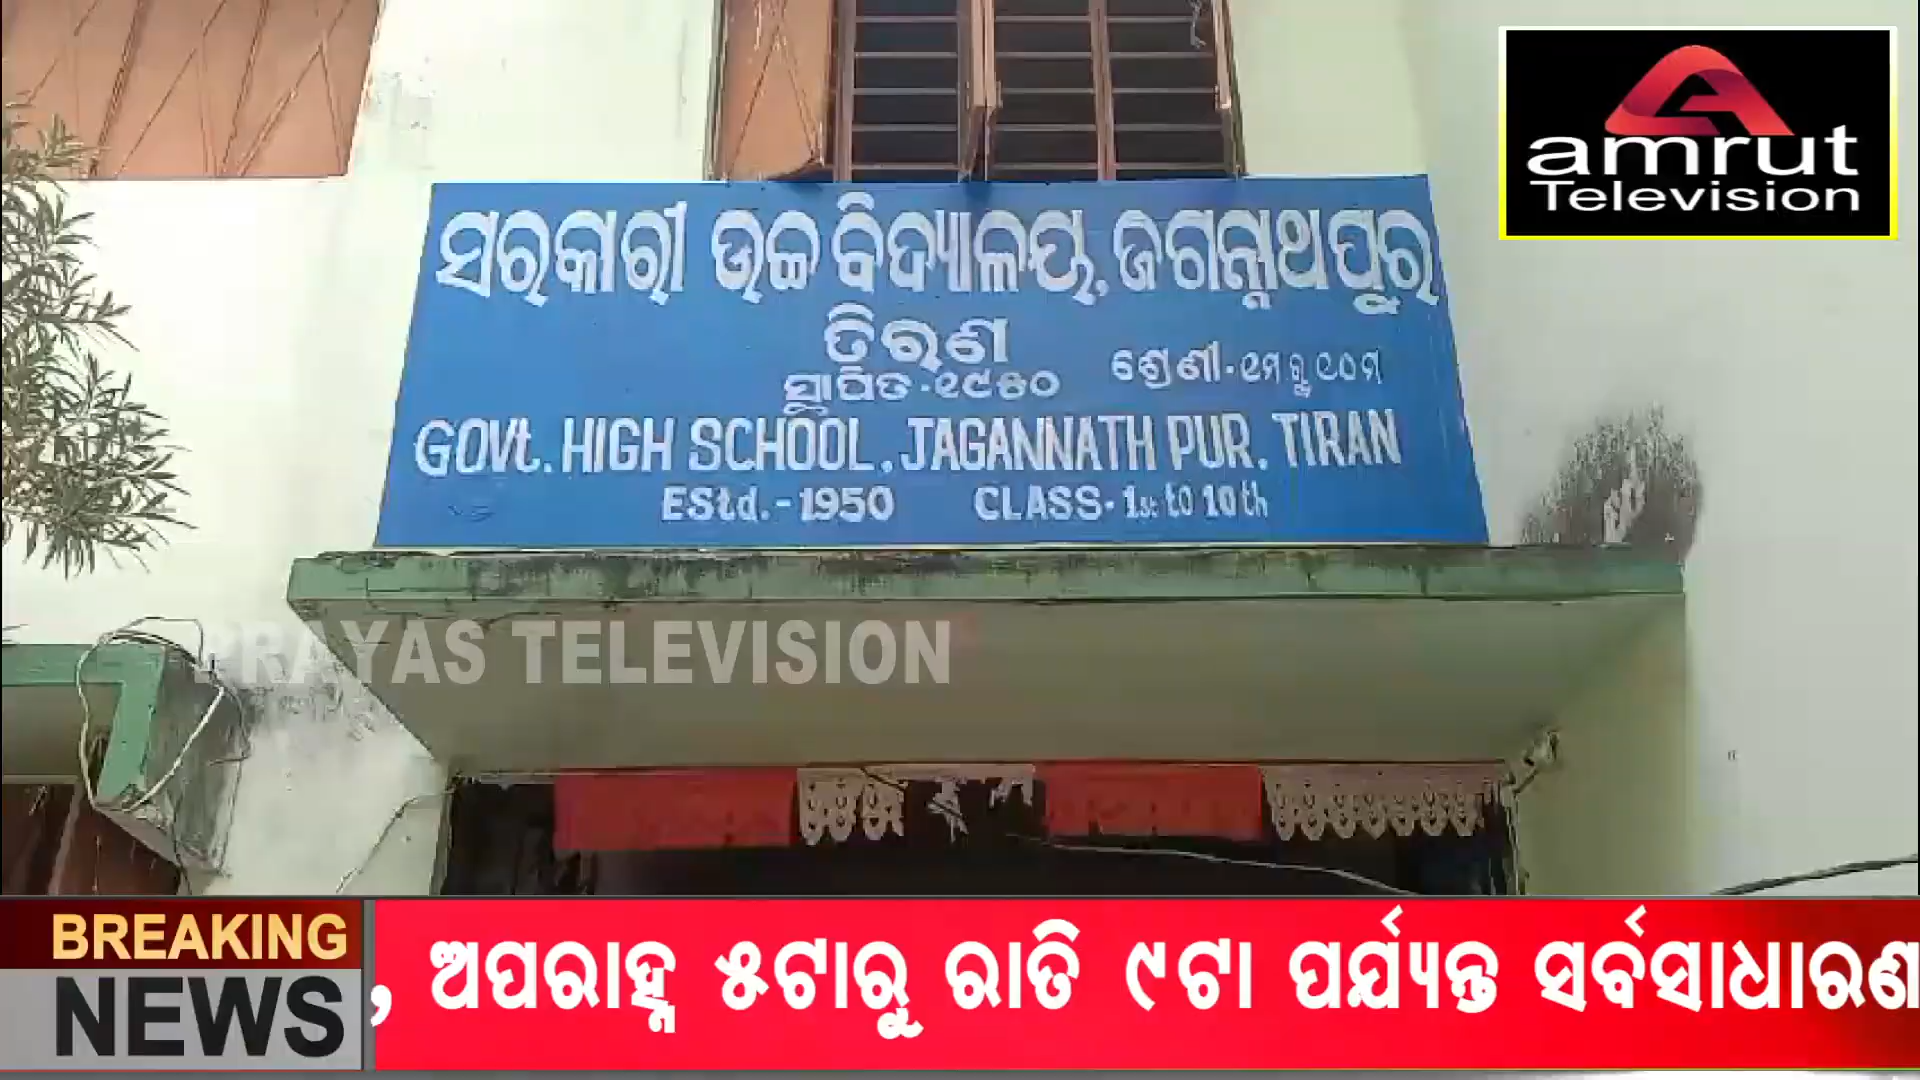 amrut
Television
ସରକାରୀ ଉଚ୍ଚ ବିଦ୍ୟାଳୟ, ଜଗନ୍ନାଥପୁର
ତିରଣ
ସ୍ଥାପିତ-୧୯୫୦ ଶ୍ରେଣୀ-୧ମ ରୁ ୧୦ମ
GOVt. HIGH SCHOOL, JAGANNATH PUR. TIRAN
EStd.-1950 CLASS- 1st to 10th
PRAYAS TELEVISION
BREAKING
NEWS
, ଅପରାହ୍ନ ୫ଟାରୁ ରାତି ୯ଟା ପର୍ଯ୍ୟନ୍ତ ସର୍ବସାଧାରଣ